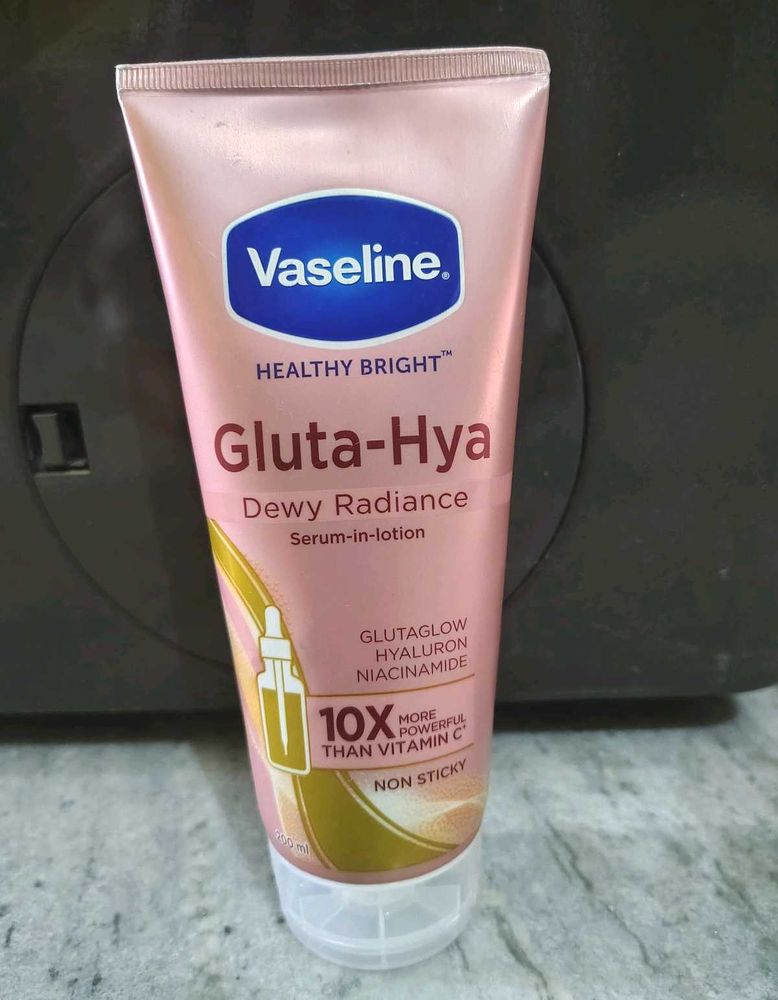 Vaseline®
HEALTHY BRIGHT™
Gluta-Hya
Dewy Radiance
Serum-in-lotion
GLUTAGLOW
HYALURON
NIACINAMIDE
10X MORE
POWERFUL
THAN VITAMIN C⁺
NON STICKY
200 ml